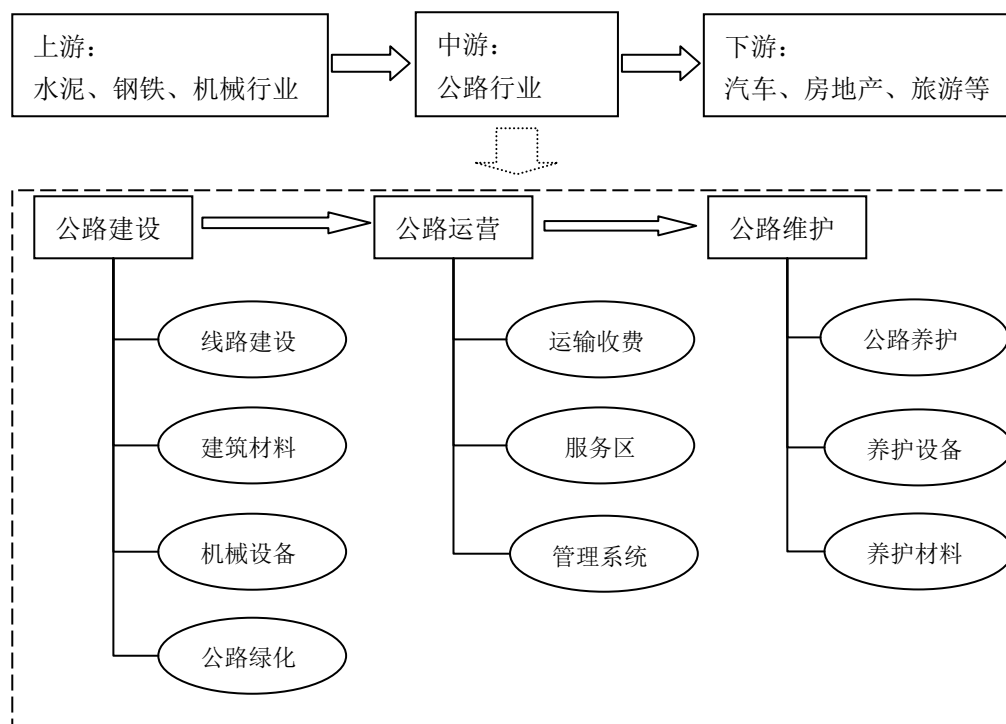 上游：
水泥、钢铁、机械行业
中游：
公路行业
下游：
汽车、房地产、旅游等
公路建设
公路运营
公路维护
线路建设
运输收费
公路养护
建筑材料
服务区
养护设备
机械设备
管理系统
养护材料
公路绿化